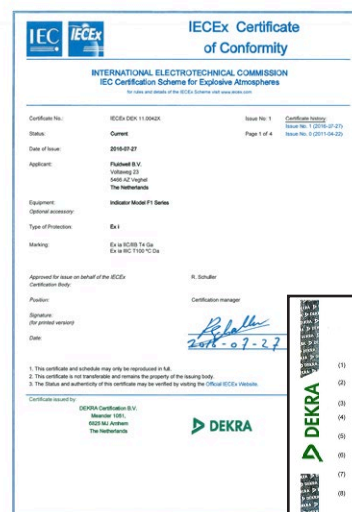 IEC IECEx
IECEx Certificate
of Conformity
INTERNATIONAL ELECTROTECHNICAL COMMISSION
IEC Certification Scheme for Explosive Atmospheres
for rules and details of the IECEx Scheme visit www.iecex.com
Certificate No.: IECEx DEK 11.0042X Issue No: 1 Certificate history:
Issue No. 1 (2016-07-27)
Status: Current Page 1 of 4 Issue No. 0 (2011-04-22)
Date of Issue: 2016-07-27
Applicant: Fluidwell B.V.
Voltaweg 23
5466 AZ Veghel
The Netherlands
Equipment: Indicator Model F1 Series
Optional accessory:
Type of Protection: Ex i
Marking: Ex ia IIC/IIB T4 Ga
Ex ia IIIC T100 °C Da
Approved for issue on behalf of the IECEx R. Schuller
Certification Body:
Position: Certification manager
Signature:
(for printed version)
Date: 2016-07-27
1. This certificate and schedule may only be reproduced in full.
2. This certificate is not transferable and remains the property of the issuing body.
3. The Status and authenticity of this certificate may be verified by visiting the Official IECEx Website.
Certificate issued by:
DEKRA Certification B.V.
Meander 1051,
6825 MJ Arnhem
The Netherlands
DEKRA
DEKRA
(1)
(2)
(3)
(4)
(5)
(6)
(7)
(8)